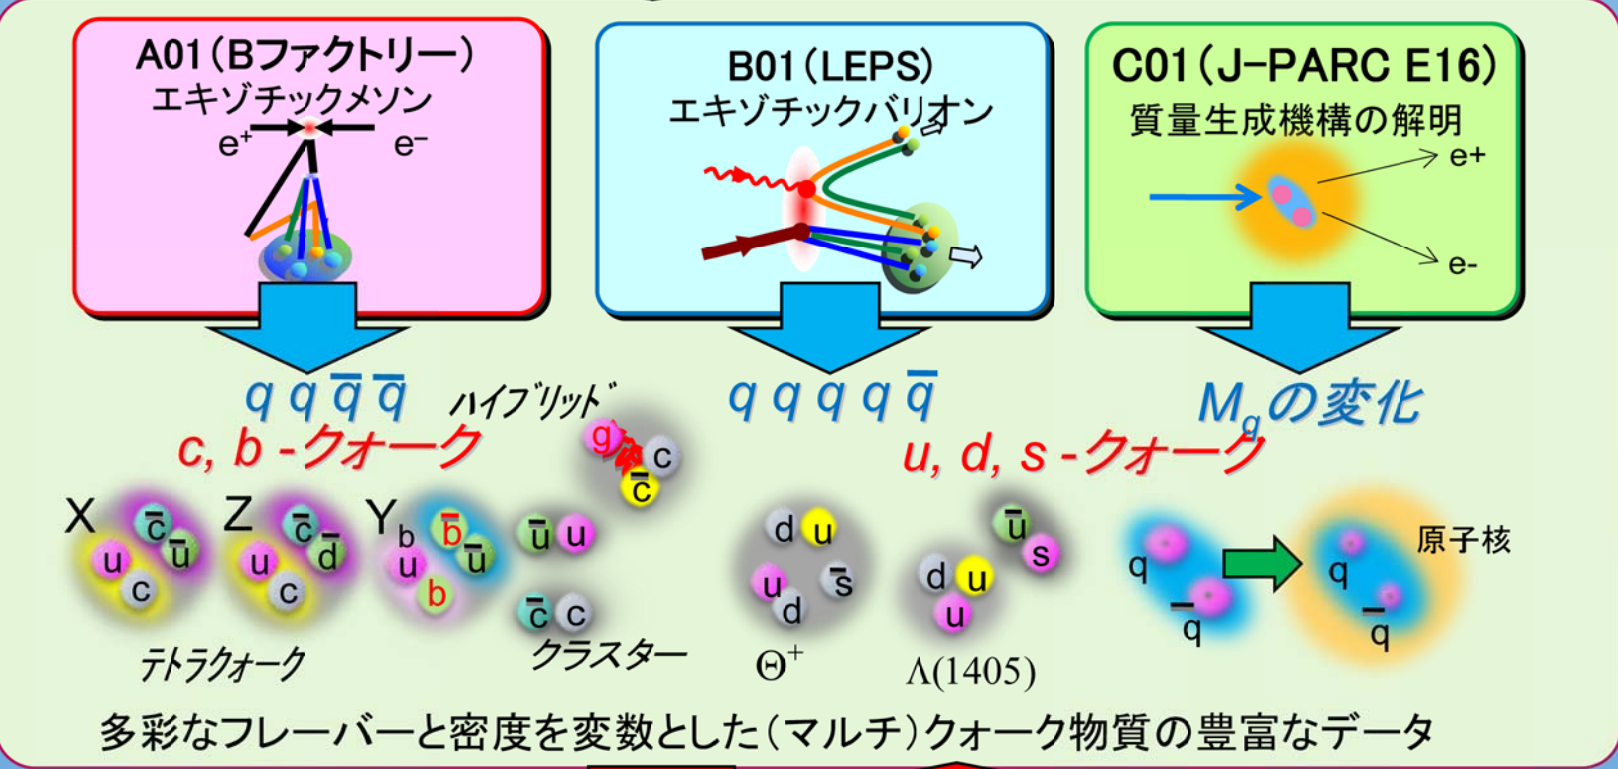 A01(Bファクトリー)
エキゾチックメソン
e⁺ e⁻
B01(LEPS)
エキゾチックバリオン
C01(J-PARC E16)
質量生成機構の解明
e+
e-
q q q̅ q̅
ハイブリッド
c, b -クォーク
g c c̅
q q q q q̅
u, d, s -クォーク
Mqの変化
X c̅ u̅ u c
Z c̅ d̅ u c
Yb b̅ u̅ u b
u̅ u
c̅ c
テトラクォーク
クラスター
d u u d s̅
Θ⁺
u̅ s d u u
Λ(1405)
q q̅
q q̅
原子核
多彩なフレーバーと密度を変数とした(マルチ)クォーク物質の豊富なデータ